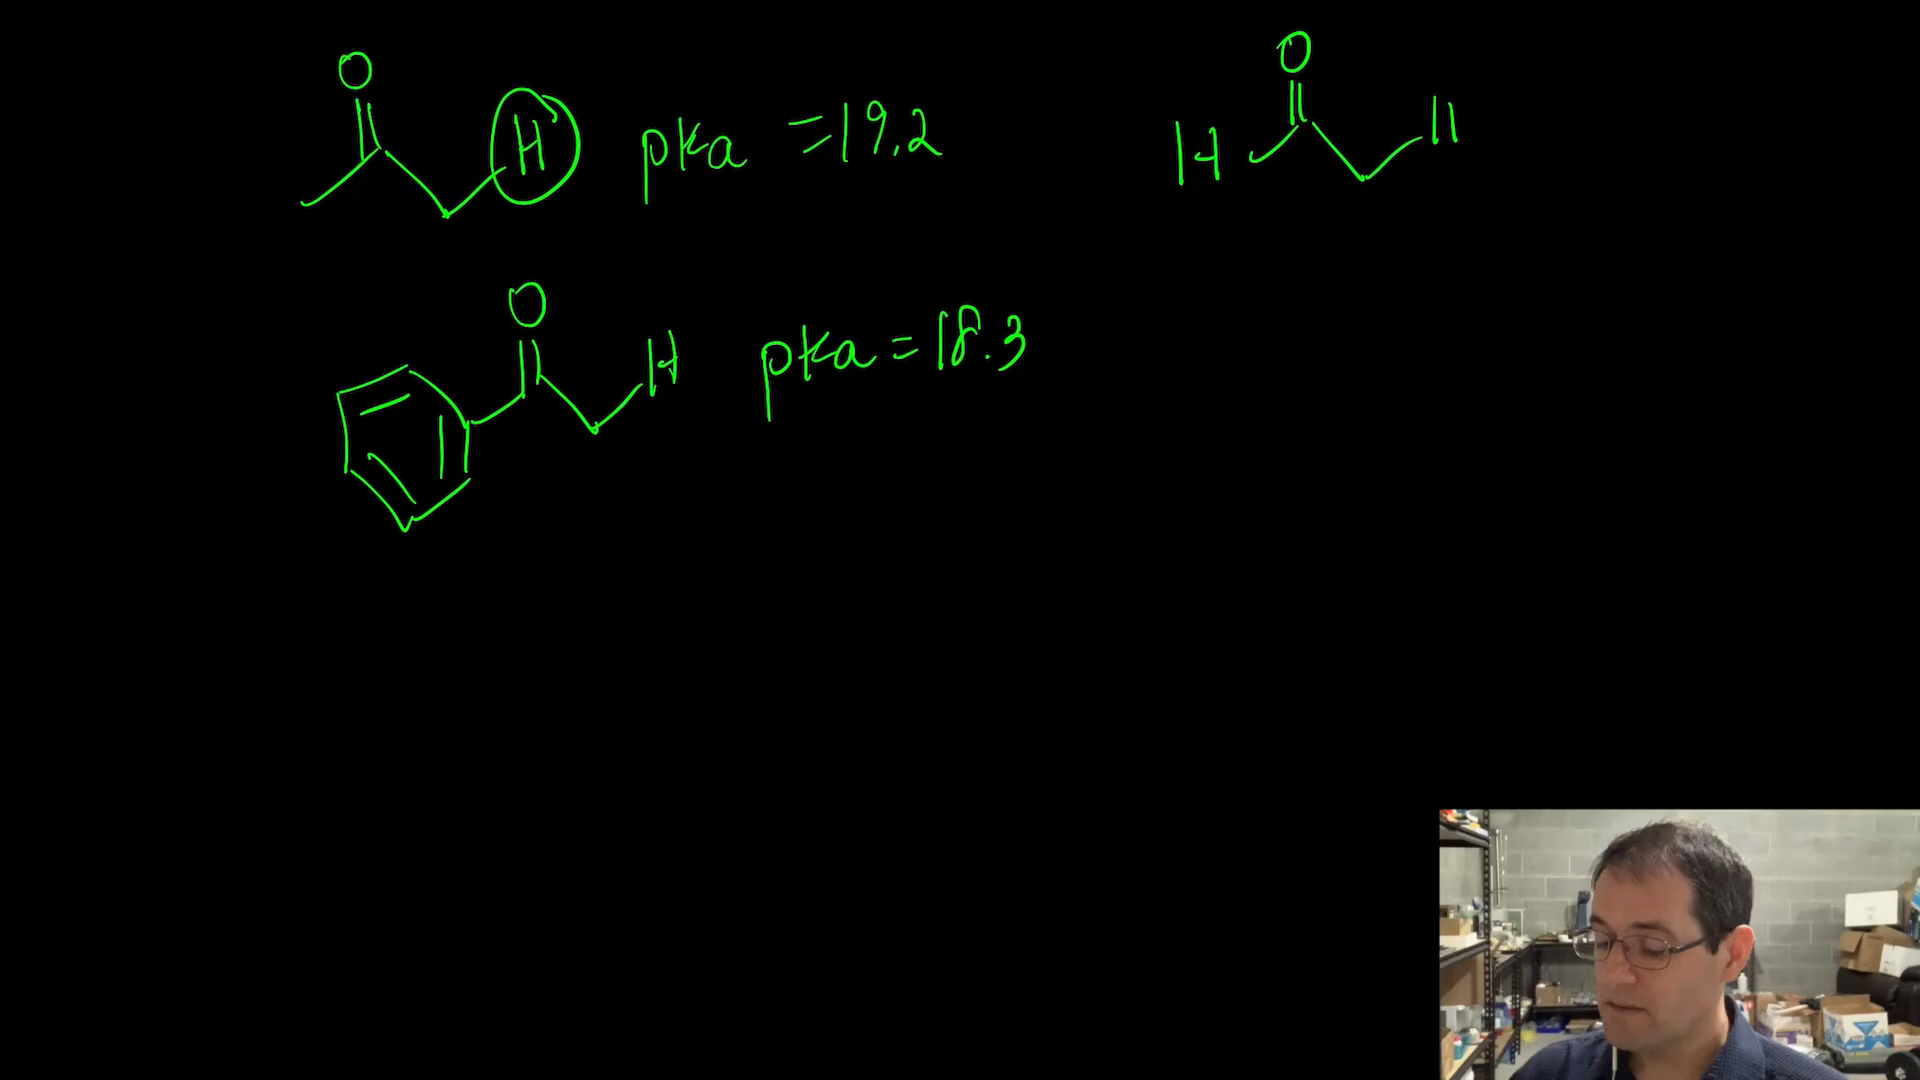 O
H pka =19.2
O
H
O
H pka = 18.3